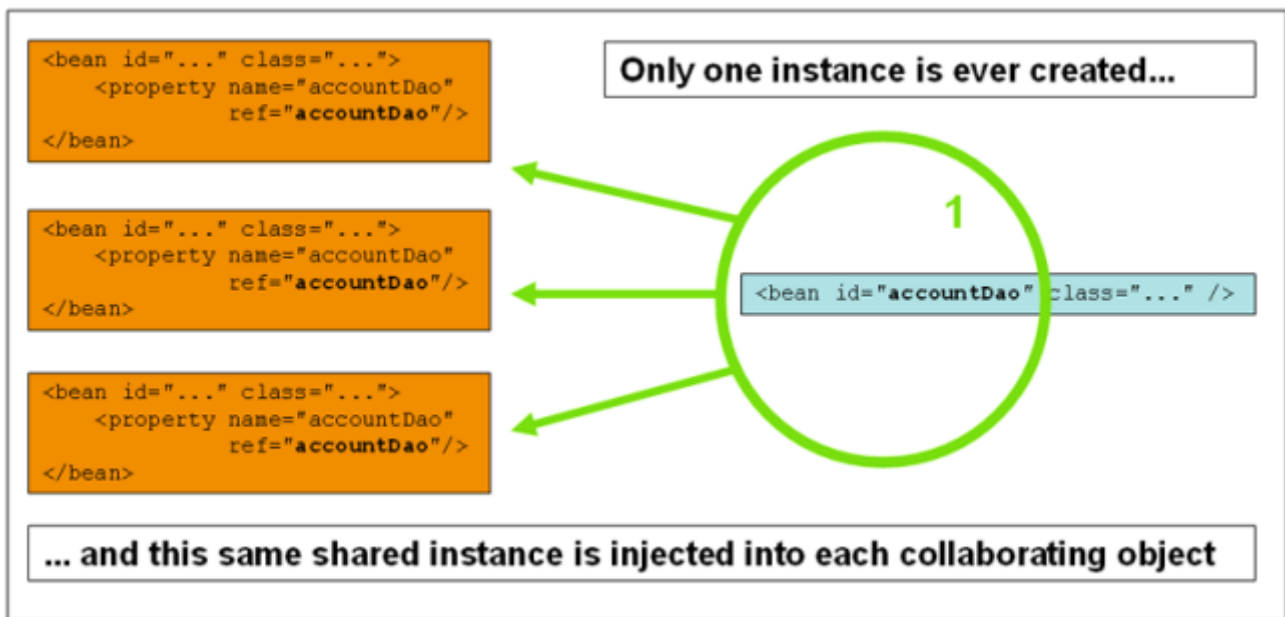 <bean id="..." class="...">
    <property name="accountDao"
              ref="accountDao"/>
</bean>
Only one instance is ever created...
<bean id="..." class="...">
    <property name="accountDao"
              ref="accountDao"/>
</bean>
1
<bean id="accountDao" class="..." />
<bean id="..." class="...">
    <property name="accountDao"
              ref="accountDao"/>
</bean>
... and this same shared instance is injected into each collaborating object